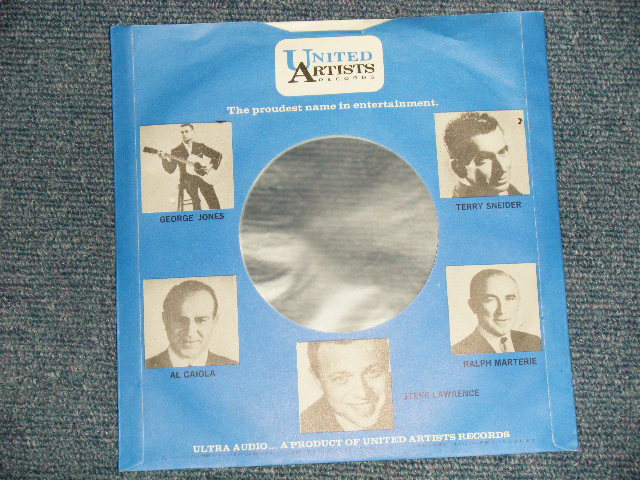 UNITED
ARTISTS
RECORDS
The proudest name in entertainment.
GEORGE JONES
TERRY SNEIDER
AL CAIOLA
RALPH MARTERIE
STEVE LAWRENCE
ULTRA AUDIO... A PRODUCT OF UNITED ARTISTS RECORDS